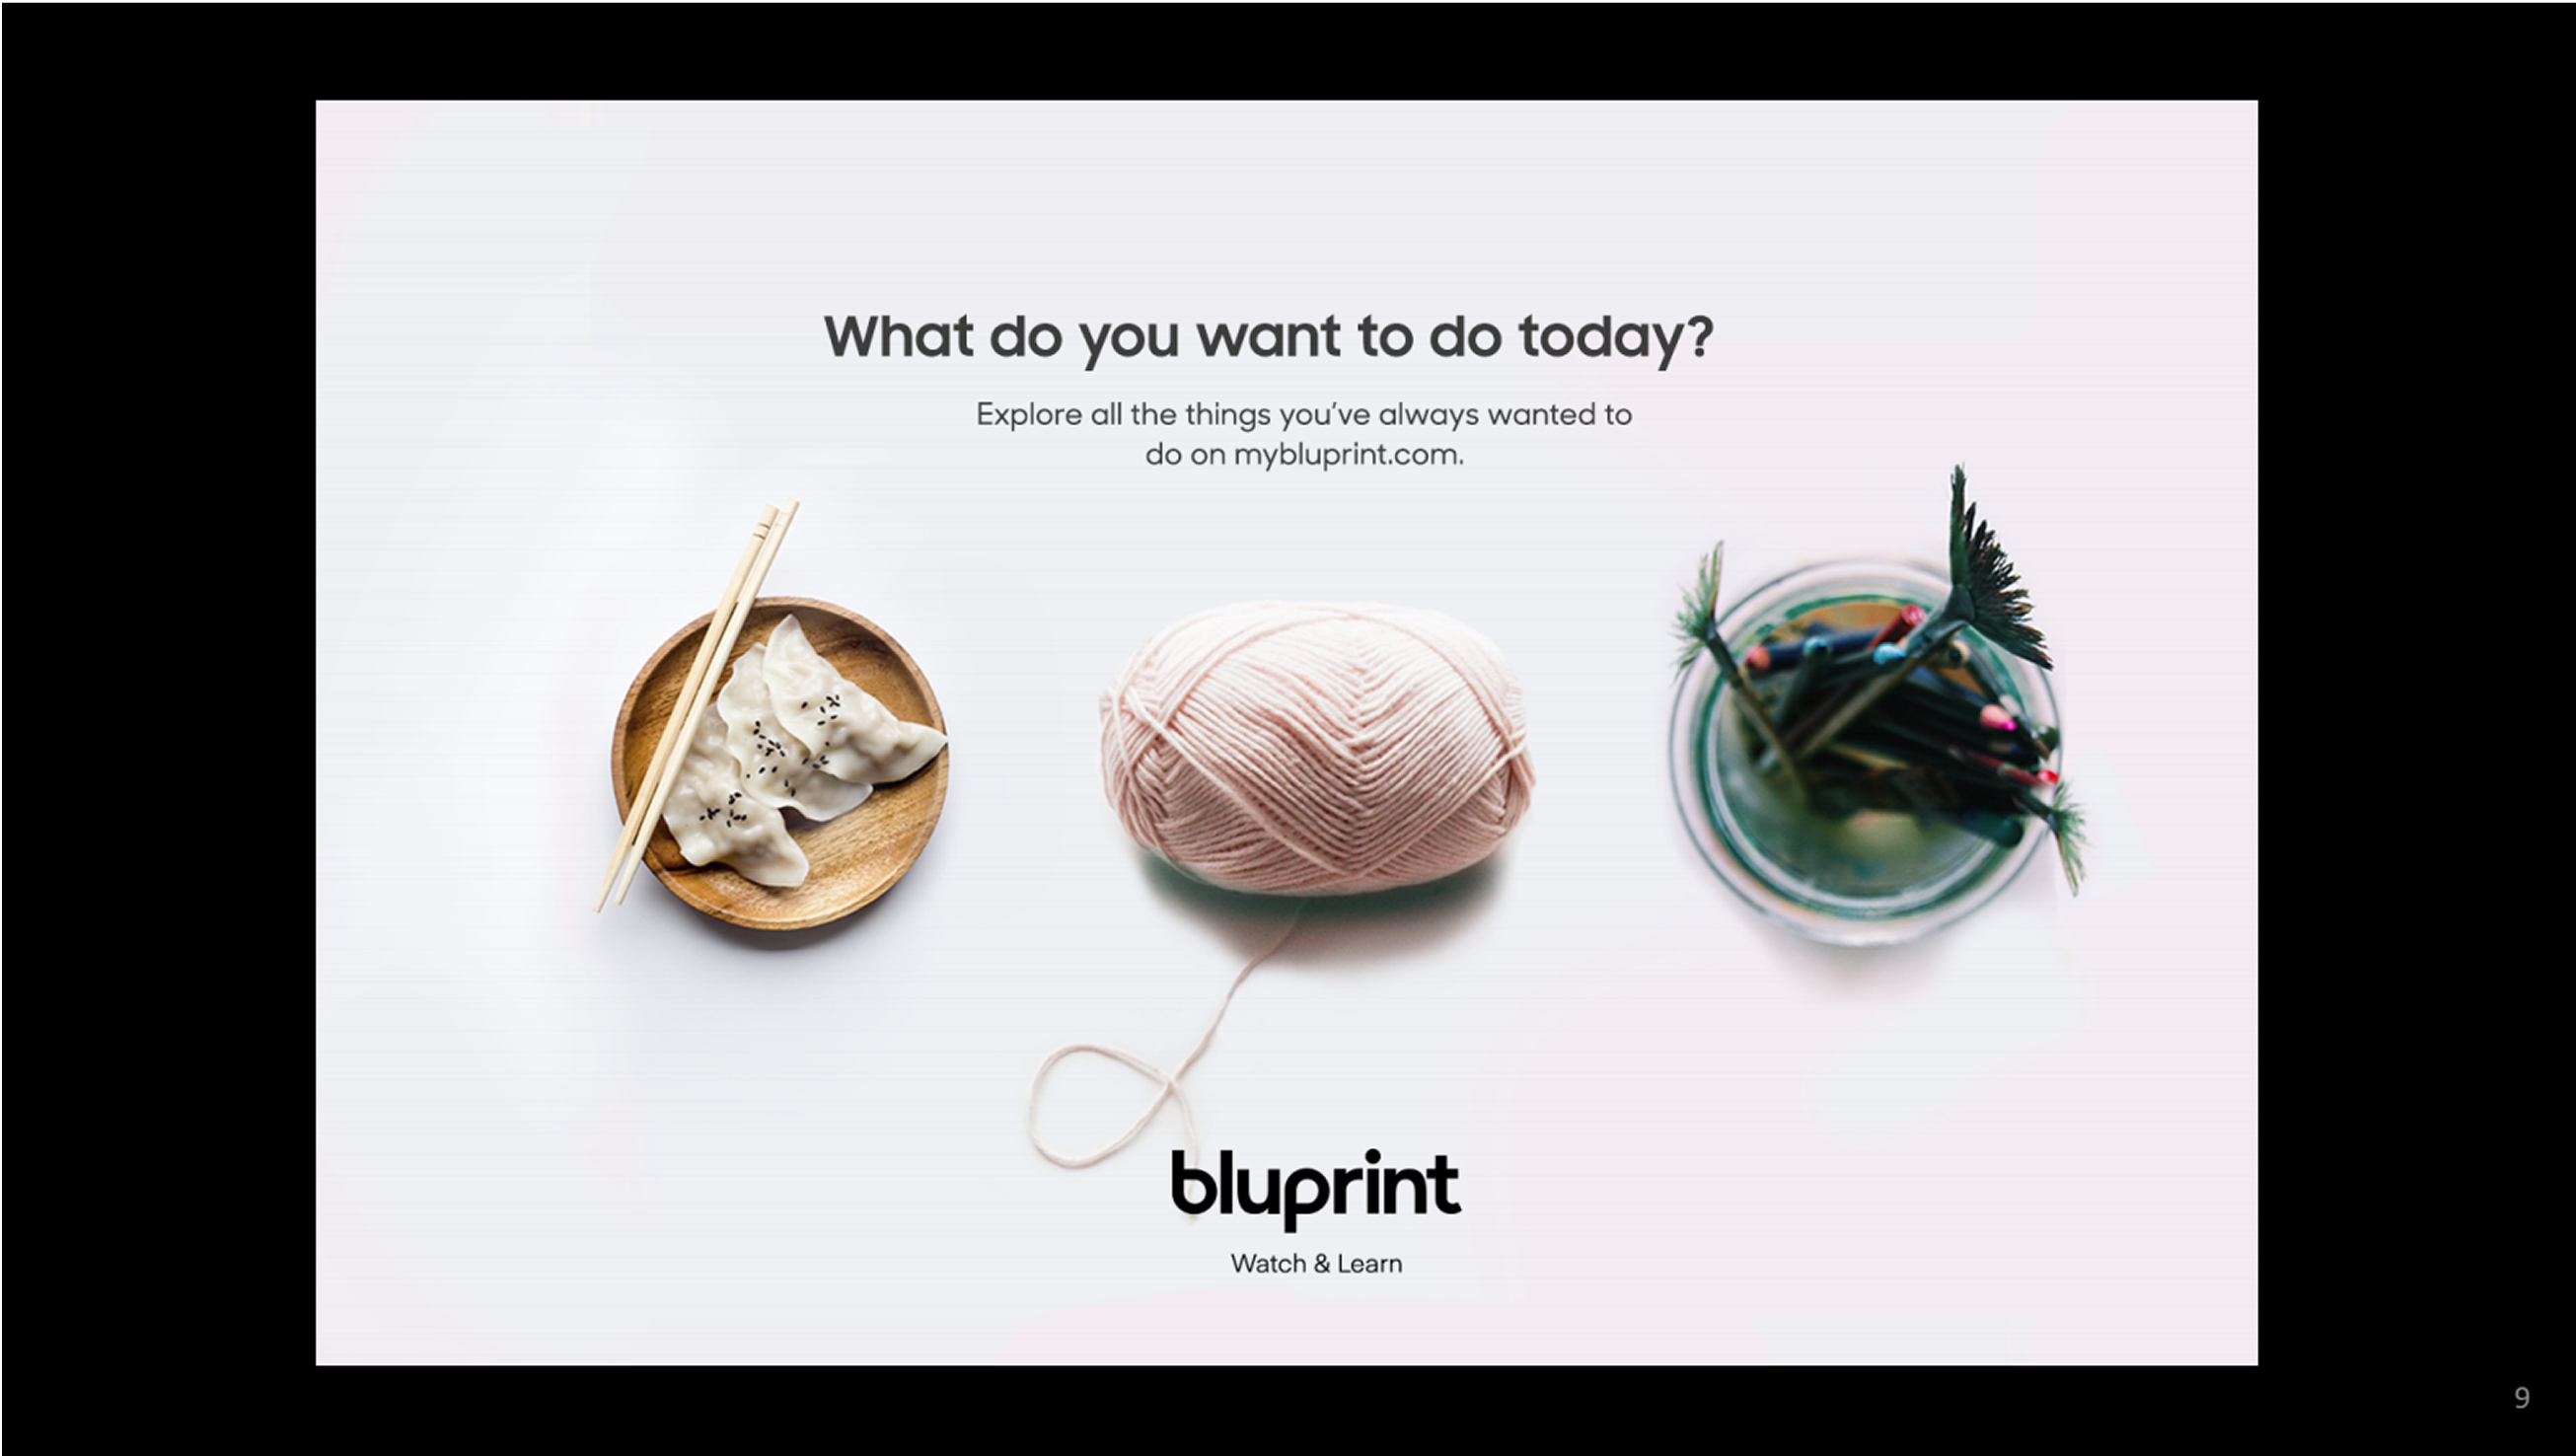 What do you want to do today?
Explore all the things you've always wanted to
do on mybluprint.com.
bluprint
Watch & Learn
9